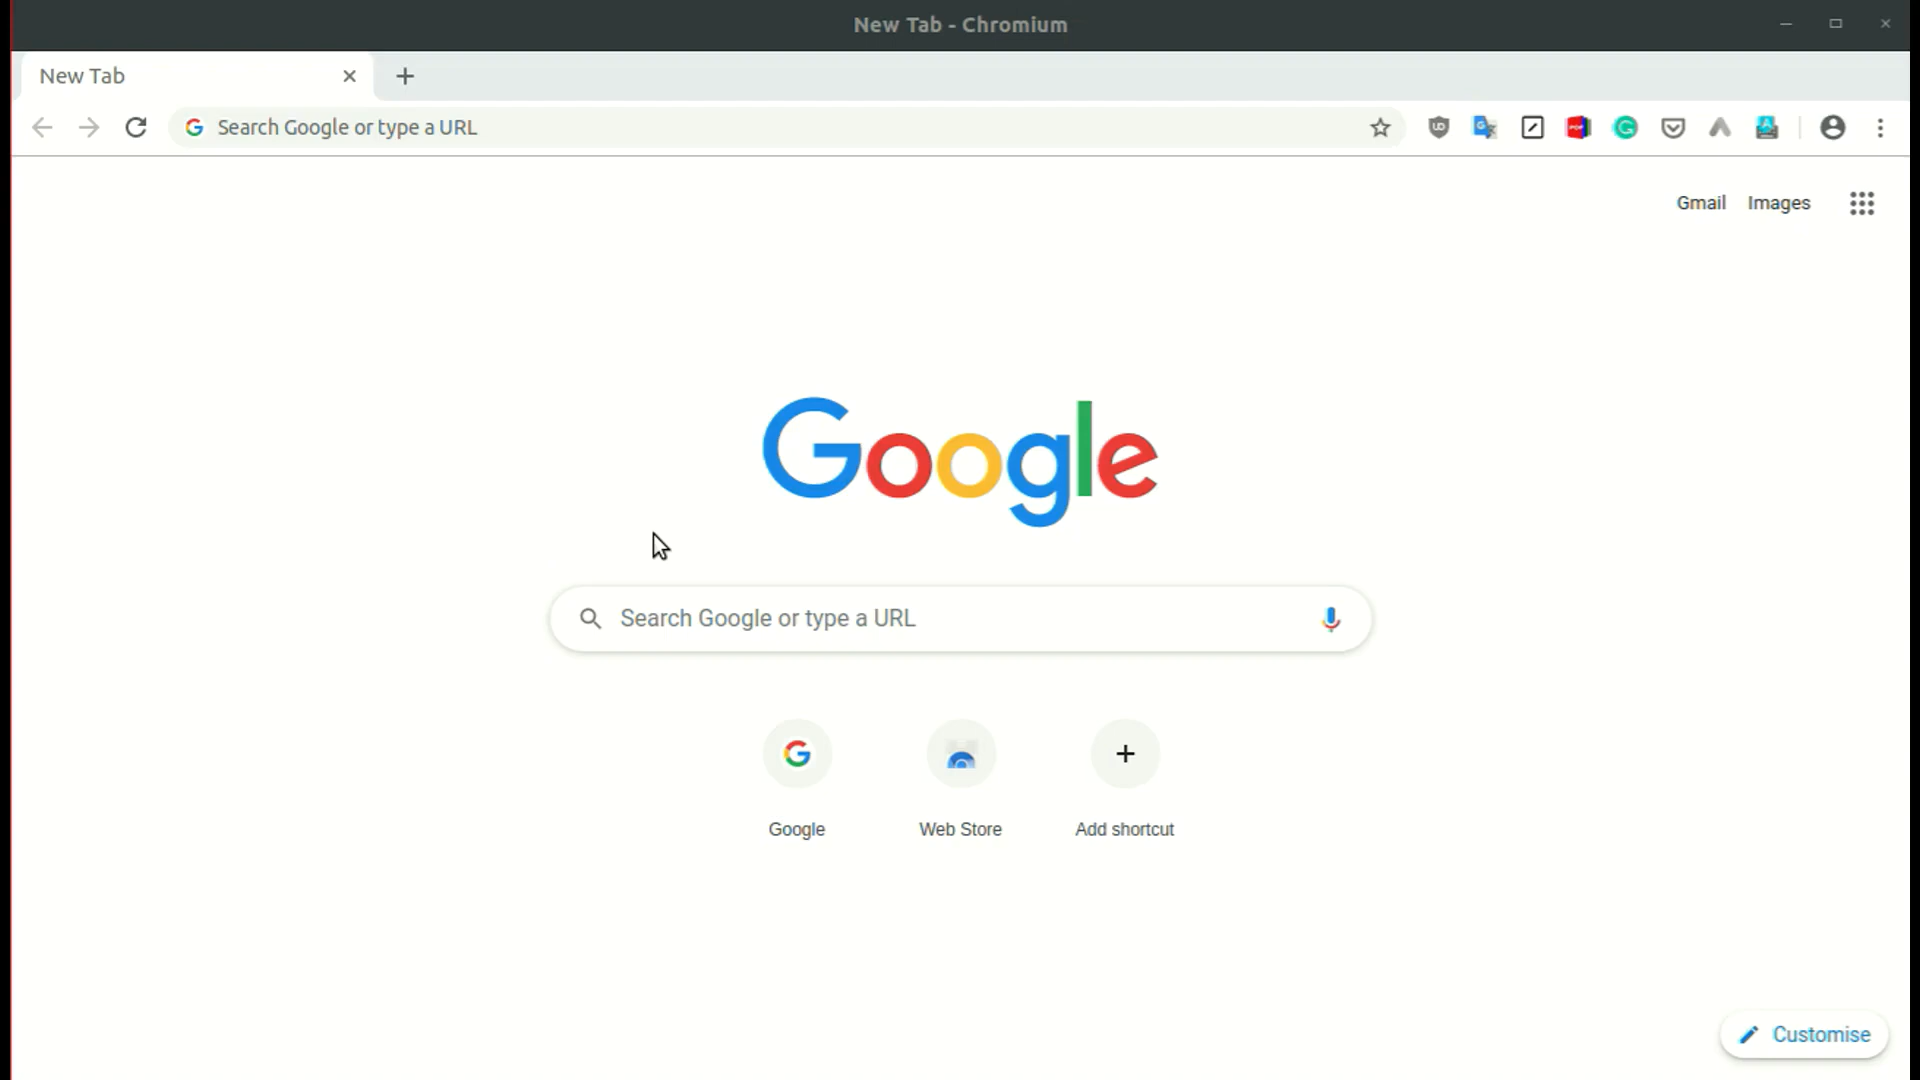 New Tab - Chromium
New Tab
Search Google or type a URL
Gmail Images
Google
Search Google or type a URL
Google Web Store Add shortcut
Customise